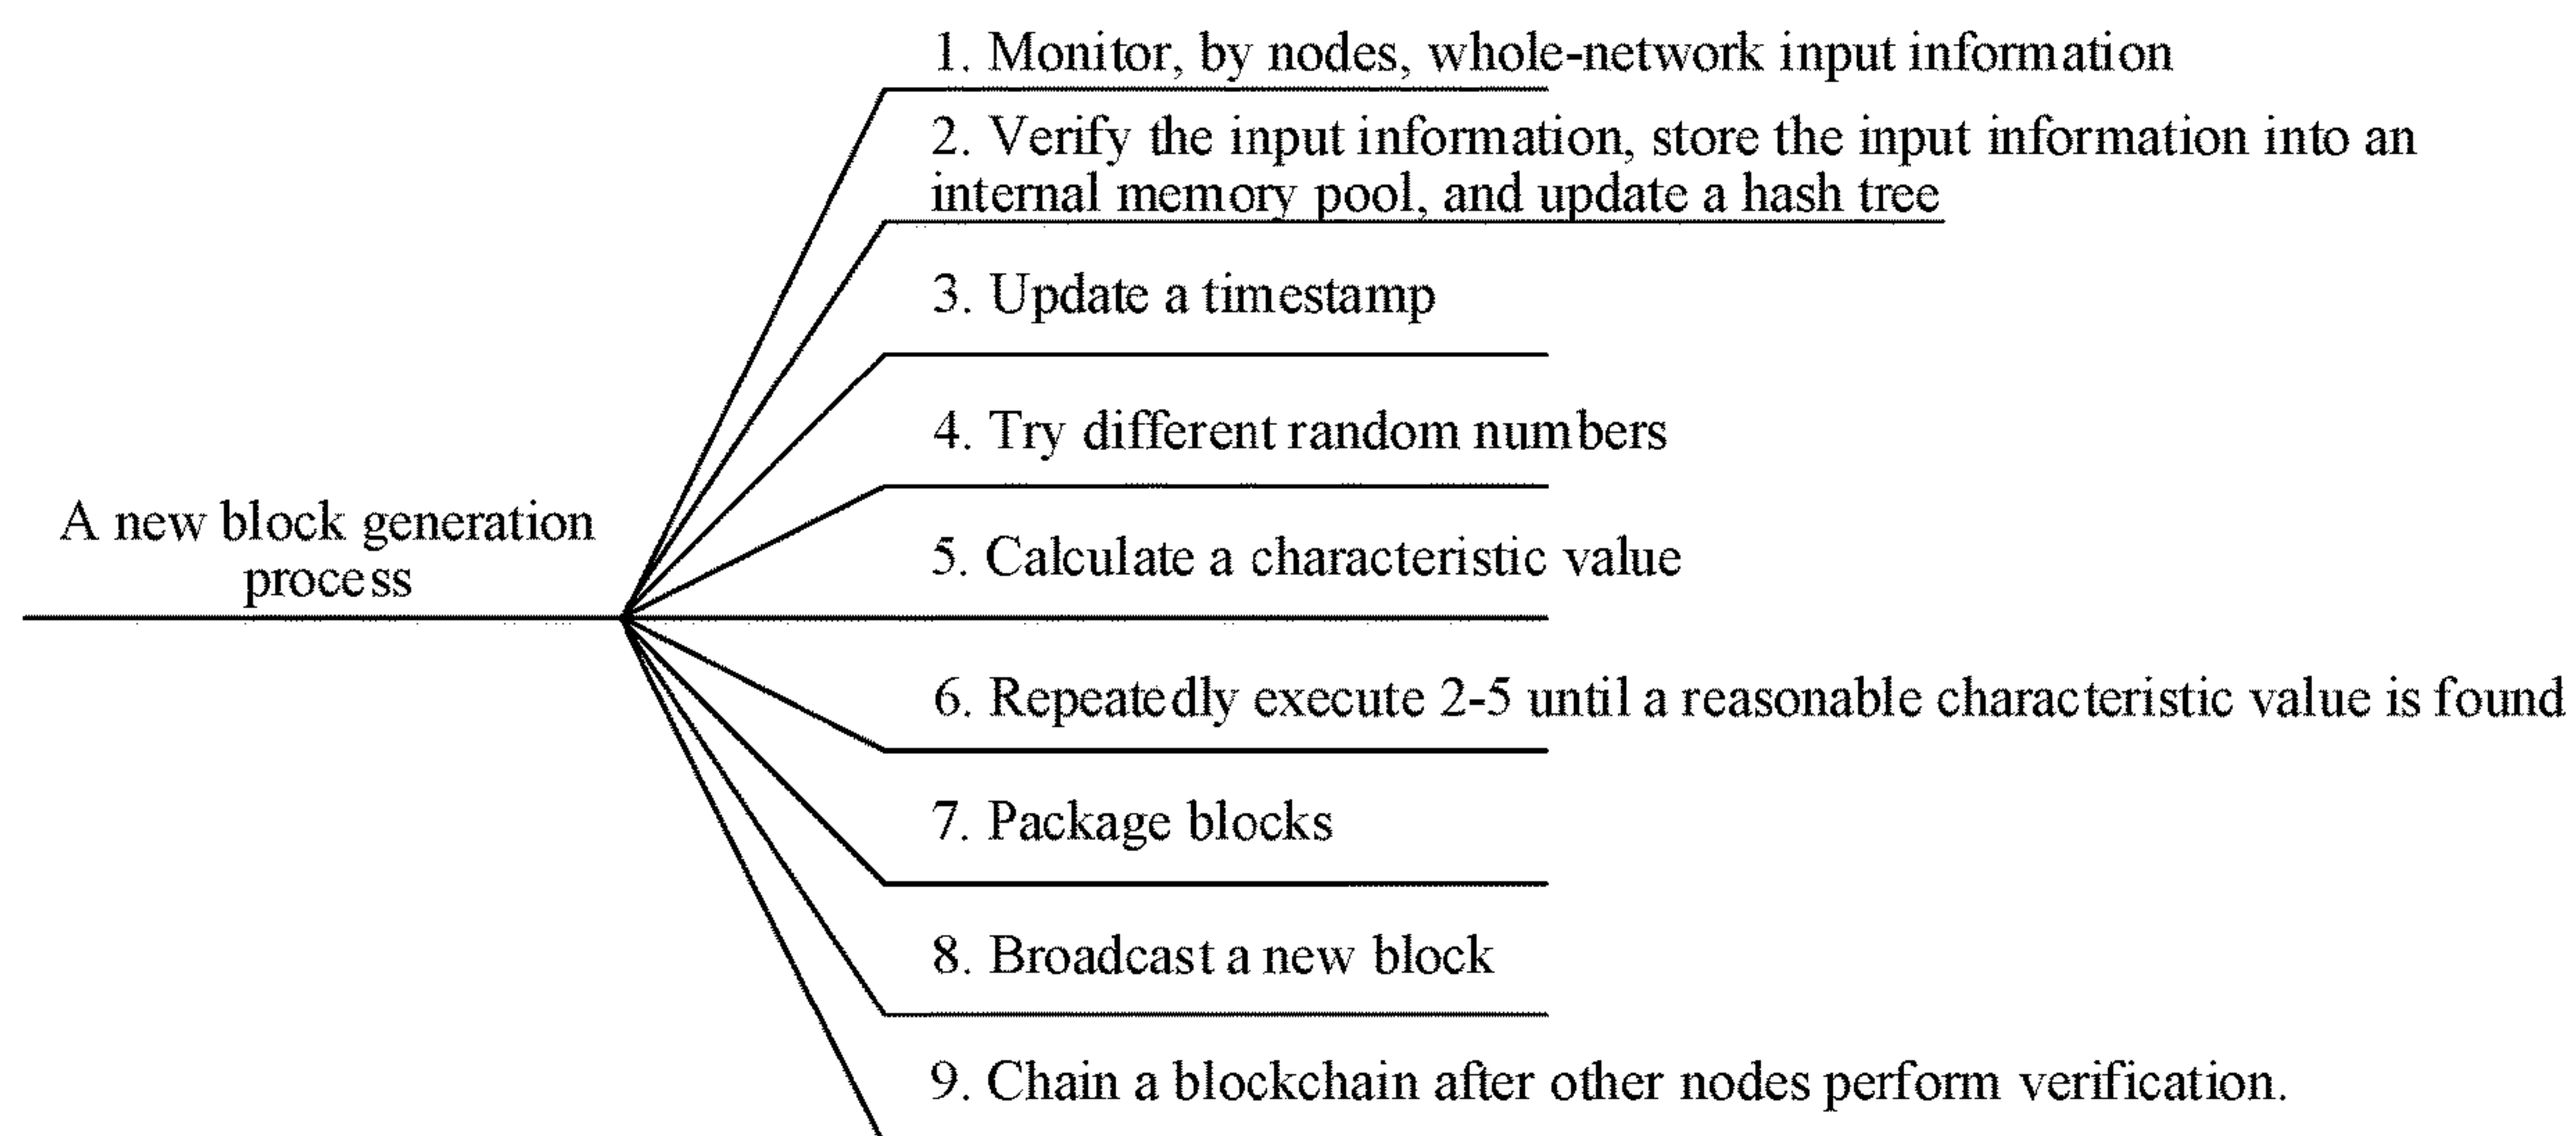 1. Monitor, by nodes, whole-network input information
2. Verify the input information, store the input information into an
internal memory pool, and update a hash tree
3. Update a timestamp
4. Try different random numbers
A new block generation
process
5. Calculate a characteristic value
6. Repeatedly execute 2-5 until a reasonable characteristic value is found
7. Package blocks
8. Broadcast a new block
9. Chain a blockchain after other nodes perform verification.